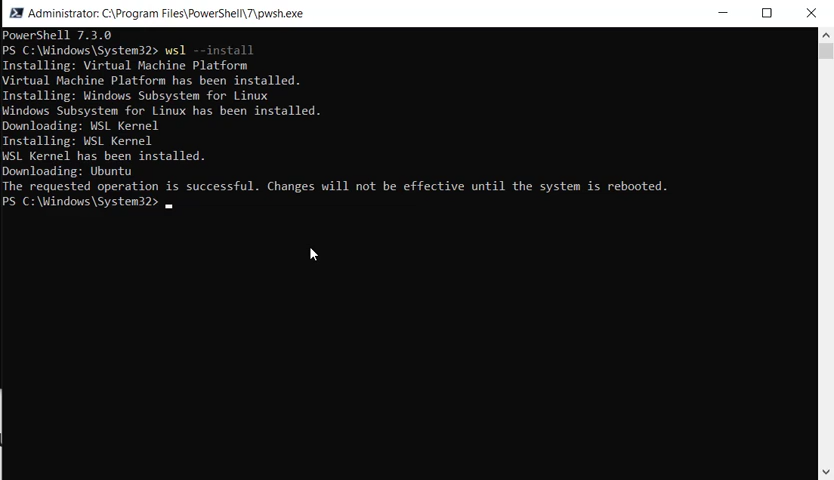 Administrator: C:\Program Files\PowerShell\7\pwsh.exe
PowerShell 7.3.0
PS C:\Windows\System32> wsl --install
Installing: Virtual Machine Platform
Virtual Machine Platform has been installed.
Installing: Windows Subsystem for Linux
Windows Subsystem for Linux has been installed.
Downloading: WSL Kernel
Installing: WSL Kernel
WSL Kernel has been installed.
Downloading: Ubuntu
The requested operation is successful. Changes will not be effective until the system is rebooted.
PS C:\Windows\System32>